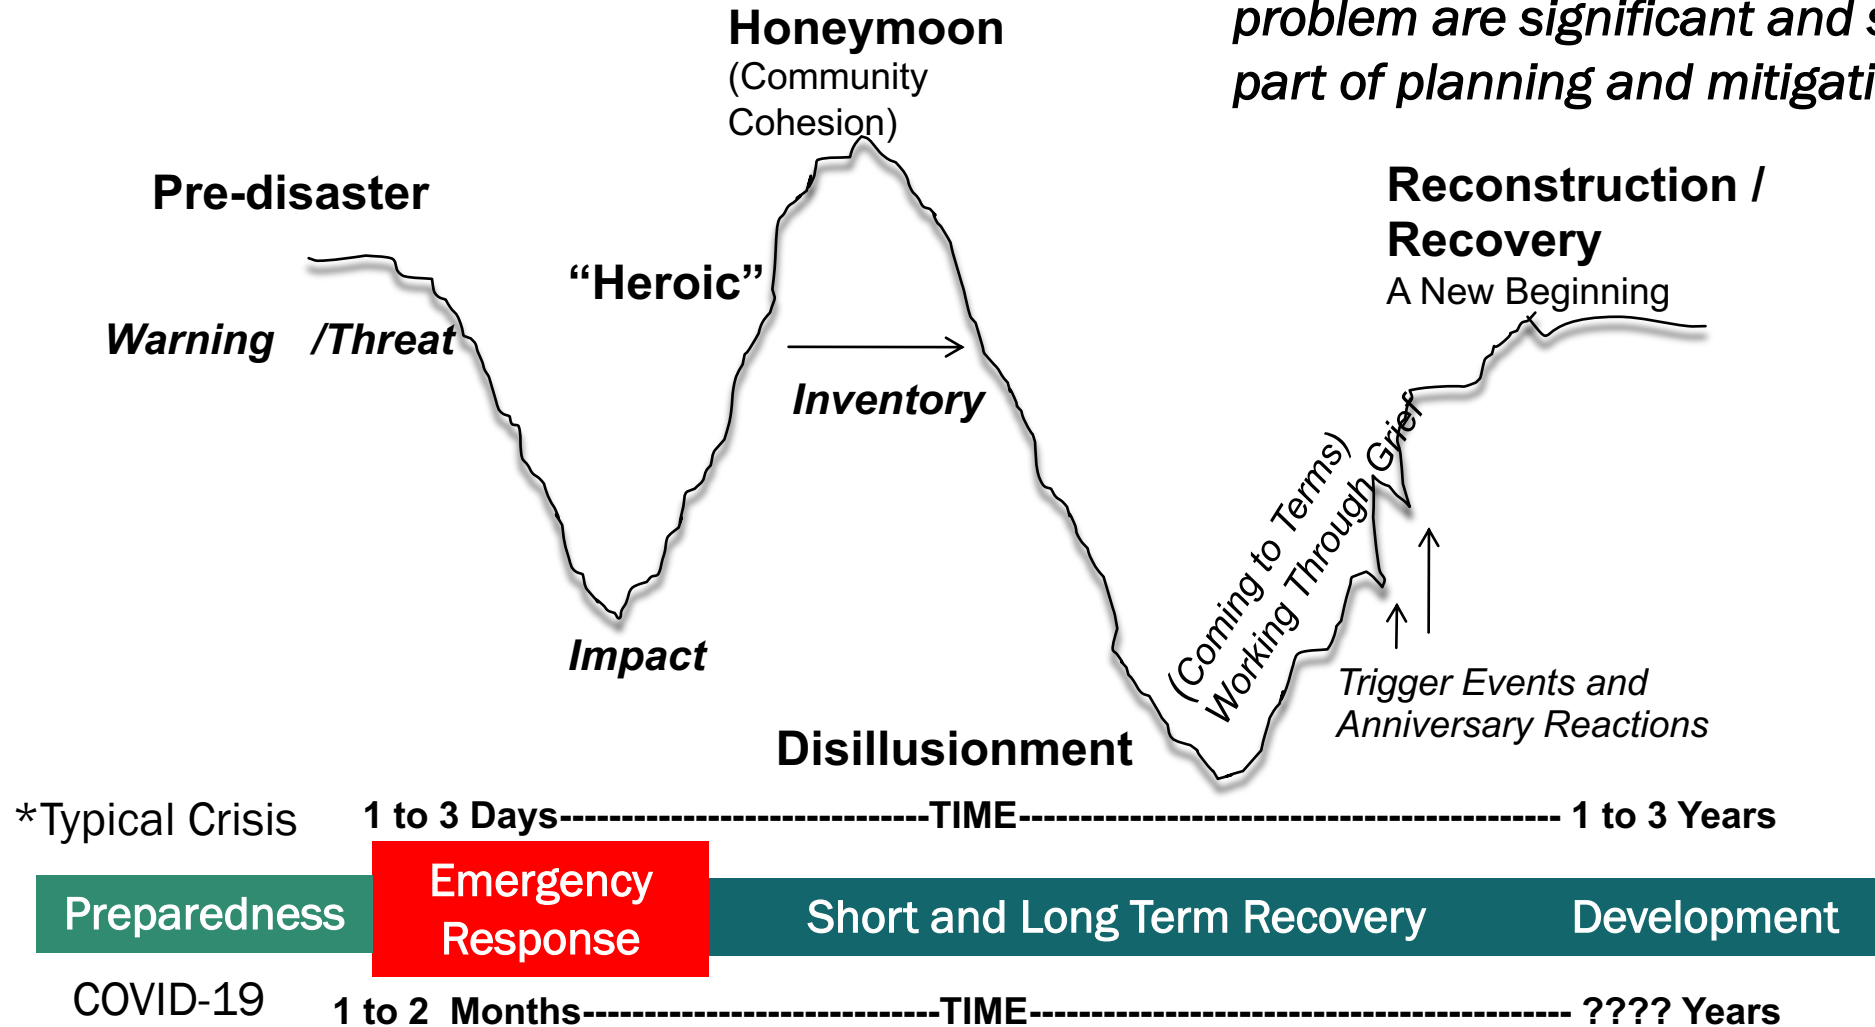 Honeymoon
(Community
Cohesion)
problem are significant and
part of planning and
Pre-disaster
Reconstruction /
Recovery
A New Beginning
“Heroic”
Warning /Threat
Inventory
(Coming to Terms)
Working Through Grief
Impact
Trigger Events and
Anniversary Reactions
Disillusionment
*Typical Crisis
1 to 3 Days------------------------------TIME-------------------------------------------- 1 to 3 Years
Preparedness
Emergency
Response
Short and Long Term Recovery
Development
COVID-19
1 to 2 Months-----------------------------TIME-------------------------------------------- ???? Years